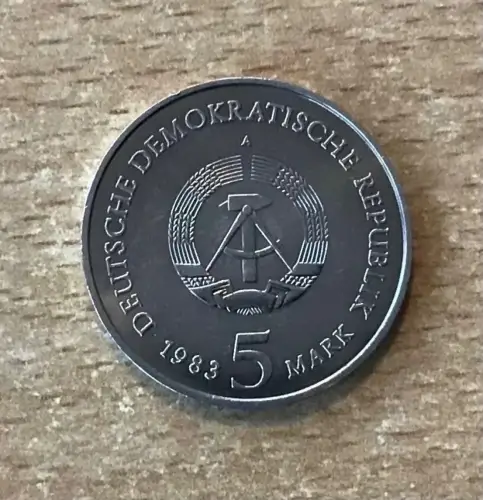 DEUTSCHE DEMOKRATISCHE REPUBLIK
A
1983 5 MARK